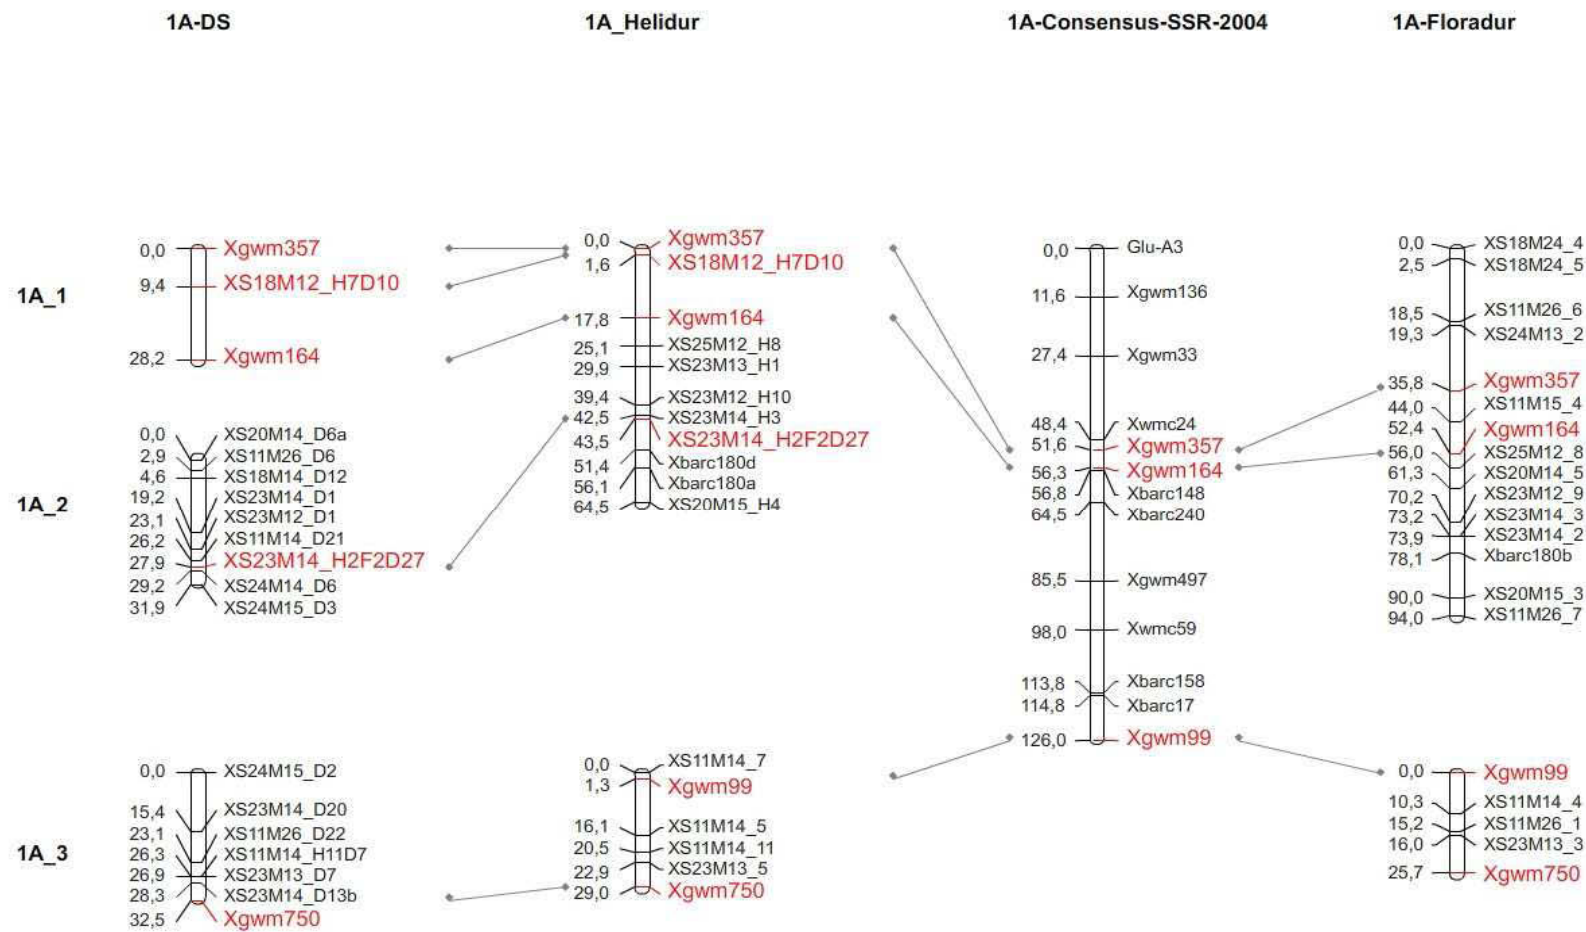 1A-DS
1A_Helidur
1A-Consensus-SSR-2004
1A-Floradur
1A_1
0,0 Xgwm357
9,4 XS18M12_H7D10
28,2 Xgwm164
1A_2
0,0 XS20M14_D6a
2,9 XS11M26_D6
4,6 XS18M14_D12
19,2 XS23M14_D1
23,1 XS23M12_D1
26,2 XS11M14_D21
27,9 XS23M14_H2F2D27
29,2 XS24M14_D6
31,9 XS24M15_D3
1A_3
0,0 XS24M15_D2
15,4 XS23M14_D20
23,1 XS11M26_D22
26,3 XS11M14_H11D7
26,9 XS23M13_D7
28,3 XS23M14_D13b
32,5 Xgwm750
0,0 Xgwm357
1,6 XS18M12_H7D10
17,8 Xgwm164
25,1 XS25M12_H8
29,9 XS23M13_H1
39,4 XS23M12_H10
42,5 XS23M14_H3
43,5 XS23M14_H2F2D27
51,4 Xbarc180d
56,1 Xbarc180a
64,5 XS20M15_H4
0,0 XS11M14_7
1,3 Xgwm99
16,1 XS11M14_5
20,5 XS11M14_11
22,9 XS23M13_5
29,0 Xgwm750
0,0 Glu-A3
11,6 Xgwm136
27,4 Xgwm33
48,4 Xwmc24
51,6 Xgwm357
56,3 Xgwm164
56,8 Xbarc148
64,5 Xbarc240
85,5 Xgwm497
98,0 Xwmc59
113,8 Xbarc158
114,8 Xbarc17
126,0 Xgwm99
0,0 XS18M24_4
2,5 XS18M24_5
18,5 XS11M26_6
19,3 XS24M13_2
35,8 Xgwm357
44,0 XS11M15_4
52,4 Xgwm164
56,0 XS25M12_8
61,3 XS20M14_5
70,2 XS23M12_9
73,2 XS23M14_3
73,9 XS23M14_2
78,1 Xbarc180b
90,0 XS20M15_3
94,0 XS11M26_7
0,0 Xgwm99
10,3 XS11M14_4
15,2 XS11M26_1
16,0 XS23M13_3
25,7 Xgwm750